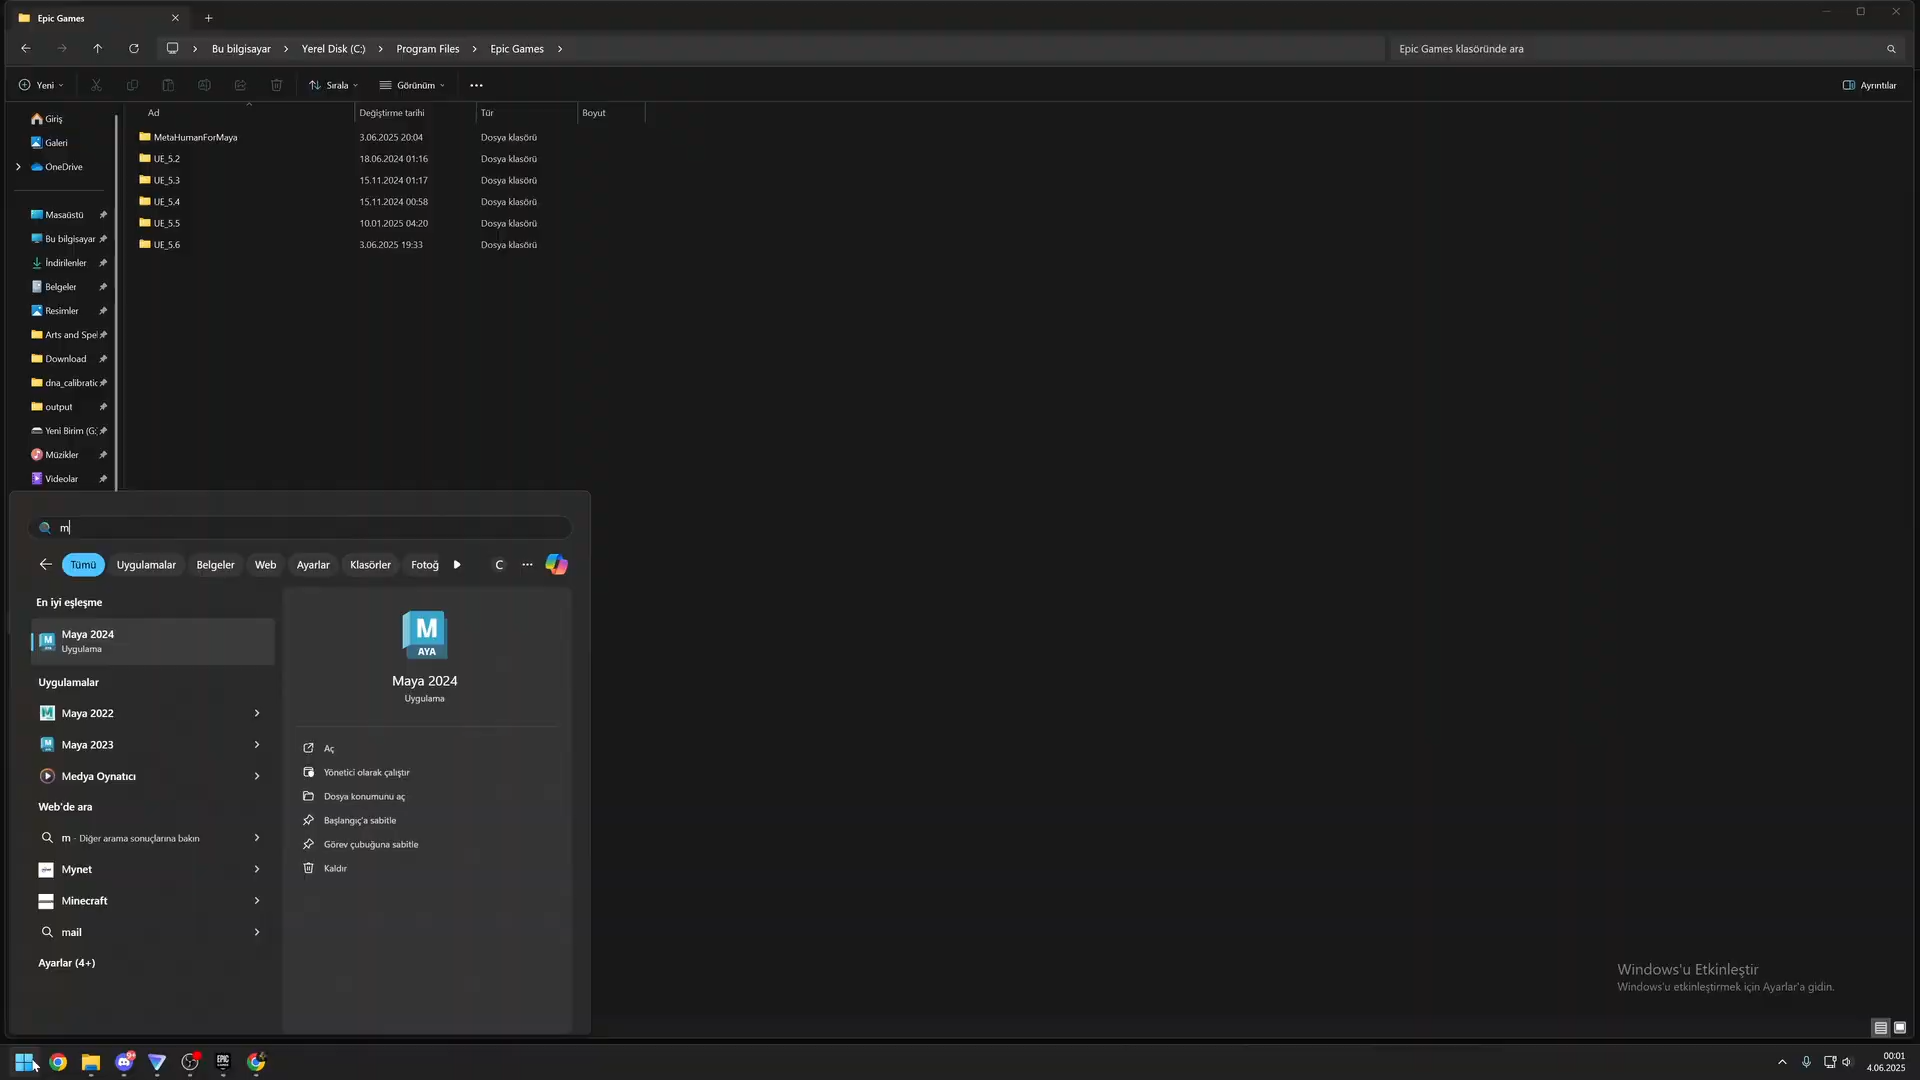 Epic Games
Bu bilgisayar
Yerel Disk (C:)
Program Files
Epic Games
Epic Games klasöründe ara
Yeni
Sırala
Görünüm
Ayrıntılar
Ad
Değiştirme tarihi
Tür
Boyut
MetaHumanForMaya 3.06.2025 20:04 Dosya klasörü
UE_5.2 18.06.2024 01:16 Dosya klasörü
UE_5.3 15.11.2024 01:17 Dosya klasörü
UE_5.4 15.11.2024 00:58 Dosya klasörü
UE_5.5 10.01.2025 04:20 Dosya klasörü
UE_5.6 3.06.2025 19:33 Dosya klasörü
Giriş
Galeri
OneDrive
Masaüstü
Bu bilgisayar
İndirilenler
Belgeler
Resimler
Arts and Spel
Download
dna_calibratic
output
Yeni Birim (G:
Müzikler
Videolar
m
Tümü
Uygulamalar
Belgeler
Web
Ayarlar
Klasörler
Fotoğ
C
En iyi eşleşme
Maya 2024
Uygulama
Uygulamalar
Maya 2022
Maya 2023
Medya Oynatıcı
Web'de ara
m - Diğer arama sonuçlarına bakın
Mynet
Minecraft
mail
Ayarlar (4+)
M
AYA
Maya 2024
Uygulama
Aç
Yönetici olarak çalıştır
Dosya konumunu aç
Başlangıç'a sabitle
Görev çubuğuna sabitle
Kaldır
Windows'u Etkinleştir
Windows'u etkinleştirmek için Ayarlar'a gidin.
9+
EPIC
00:01
4.06.2025